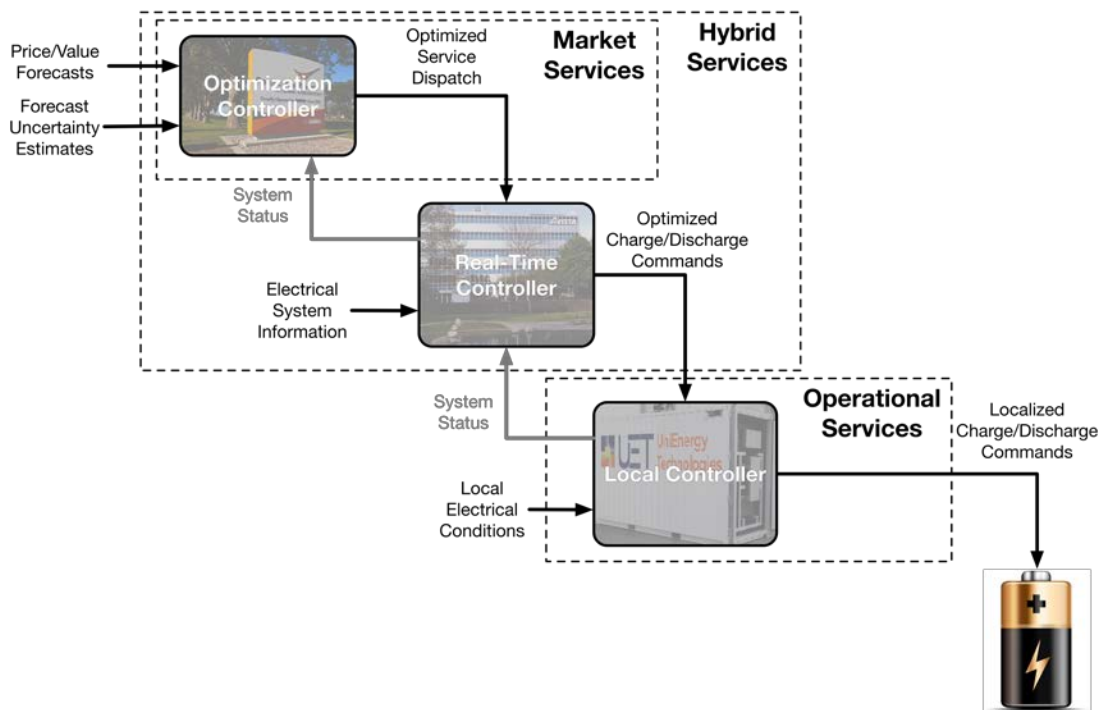 Price/Value
Forecasts
Forecast
Uncertainty
Estimates
Optimization
Controller
Optimized
Service
Dispatch
Market
Services
Hybrid
Services
System
Status
Electrical
System
Information
Real-Time
Controller
Optimized
Charge/Discharge
Commands
System
Status
Local
Electrical
Conditions
UET
UniEnergy
Technologies
Local Controller
Operational
Services
Localized
Charge/Discharge
Commands